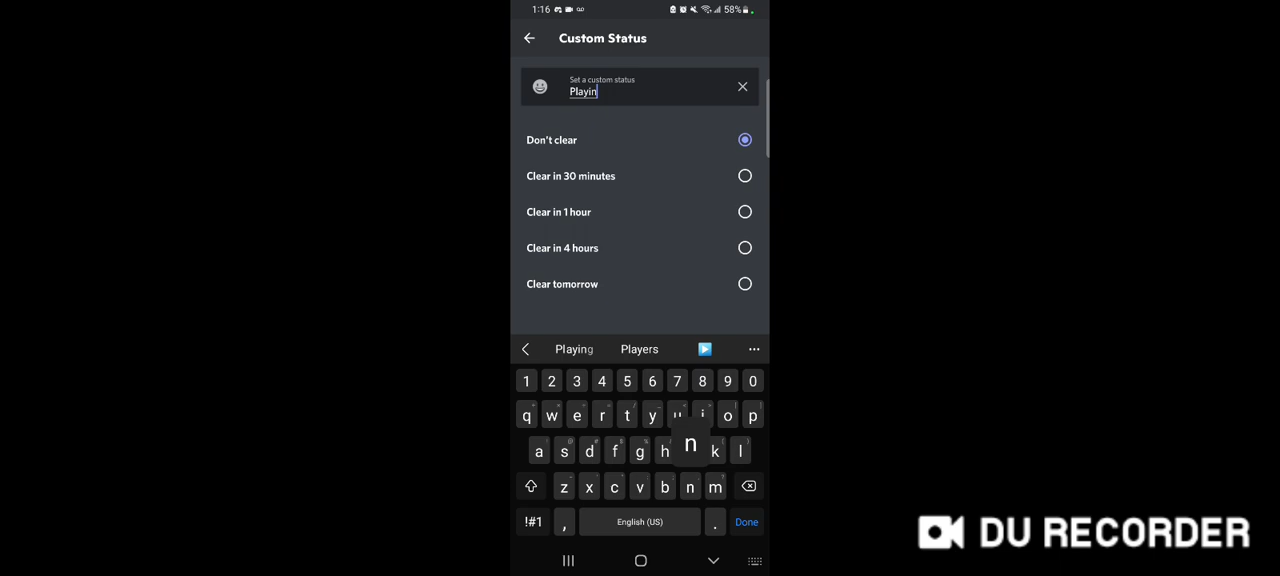 1:16 58%
Custom Status
Set a custom status
Playin
Don't clear
Clear in 30 minutes
Clear in 1 hour
Clear in 4 hours
Clear tomorrow
Playing Players
1 2 3 4 5 6 7 8 9 0
q w e r t y u i o p
a s d f g h n k l
z x c v b n m
!#1 , English (US) . Done
DU RECORDER